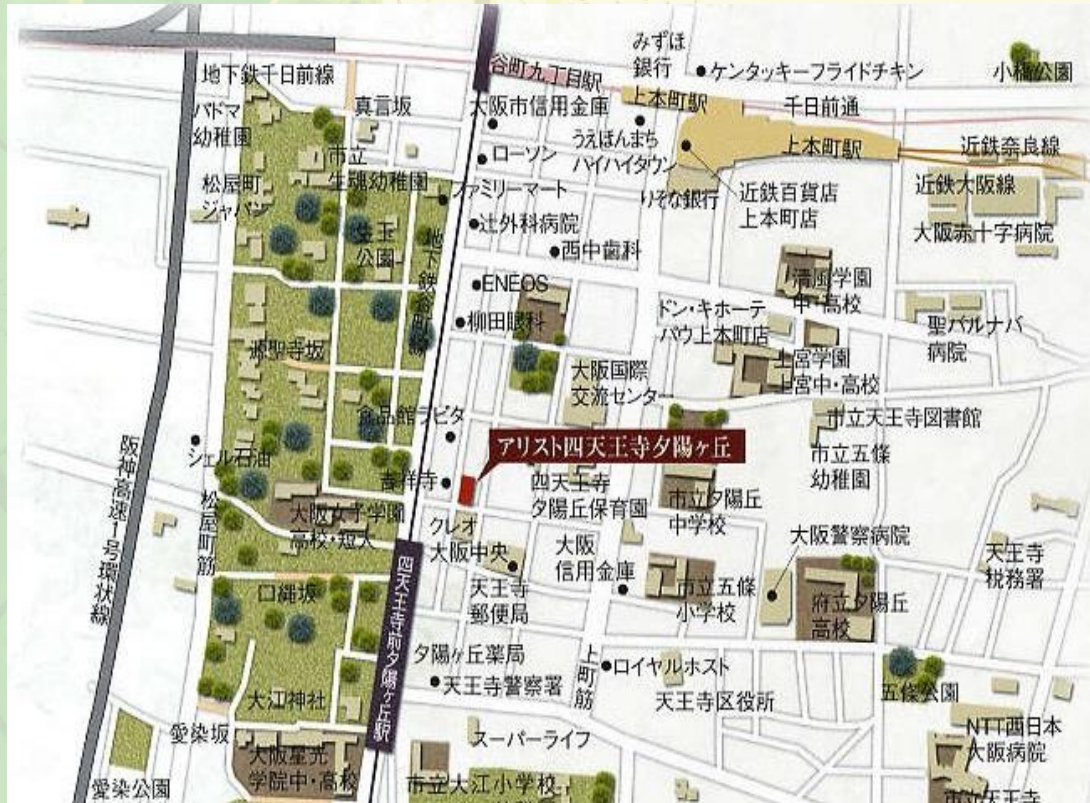 みずほ
銀行
ケンタッキーフライドチキン
小橋公園
谷町九丁目駅
地下鉄千日前線
上本町駅
千日前通
パドマ
幼稚園
真言坂
大阪市信用金庫
うえほんまち
ハイハイタウン
上本町駅
近鉄奈良線
市立
生魂幼稚園
ローソン
松屋町
ジャパン
ファミリーマート
りそな銀行
近鉄百貨店
上本町店
近鉄大阪線
大阪赤十字病院
辻外科病院
生玉
公園
西中歯科
地下鉄谷町線
ENEOS
清風学園
中・高校
柳田眼科
ドン・キホーテ
パウ上本町店
聖バルナバ
病院
源聖寺坂
大阪国際
交流センター
上宮学園
上宮中・高校
食品館ラビタ
市立天王寺図書館
アリスト四天王寺夕陽ヶ丘
シェル石油
市立五條
幼稚園
吉祥寺
四天王寺
夕陽丘保育園
市立夕陽丘
中学校
阪神高速1号環状線
松屋町筋
大阪女子学園
高校・短大
クレオ
大阪中央
大阪
信用金庫
大阪警察病院
天王寺
税務署
四天王寺前夕陽ヶ丘駅
口縄坂
天王寺
郵便局
市立五條
小学校
府立夕陽丘
高校
夕陽ヶ丘薬局
上町筋
ロイヤルホスト
天王寺警察署
天王寺区役所
五條公園
大江神社
愛染坂
スーパーライフ
NTT西日本
大阪病院
大阪星光
学院中・高校
愛染公園
市立大江小学校
市立天王寺